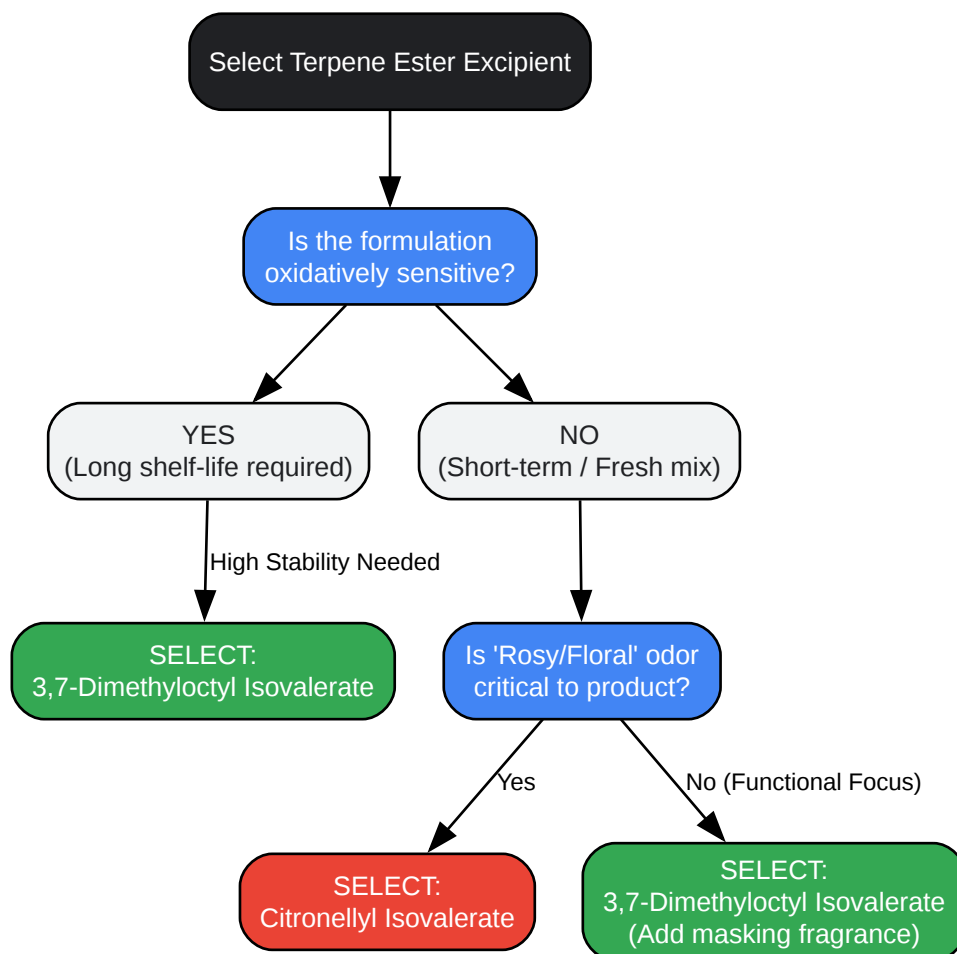 Select Terpene Ester Excipient
Is the formulation
oxidatively sensitive?
YES
(Long shelf-life required)
NO
(Short-term / Fresh mix)
High Stability Needed
SELECT:
3,7-Dimethyloctyl Isovalerate
Is 'Rosy/Floral' odor
critical to product?
Yes
No (Functional Focus)
SELECT:
Citronellyl Isovalerate
SELECT:
3,7-Dimethyloctyl Isovalerate
(Add masking fragrance)